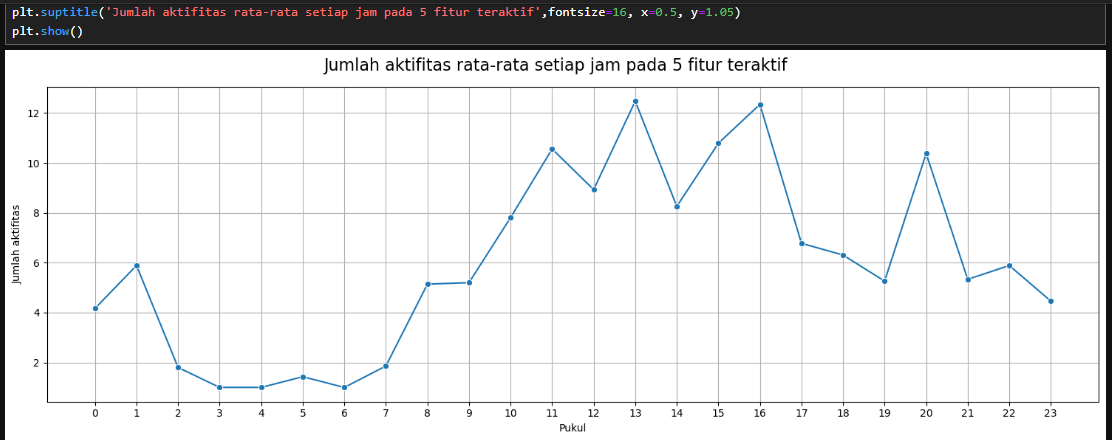 plt.suptitle('Jumlah aktifitas rata-rata setiap jam pada 5 fitur teraktif',fontsize=16, x=0.5, y=1.05)
plt.show()
Jumlah aktifitas rata-rata setiap jam pada 5 fitur teraktif
12
10
8
6
4
2
Jumlah aktifitas
0 1 2 3 4 5 6 7 8 9 10 11 12 13 14 15 16 17 18 19 20 21 22 23
Pukul